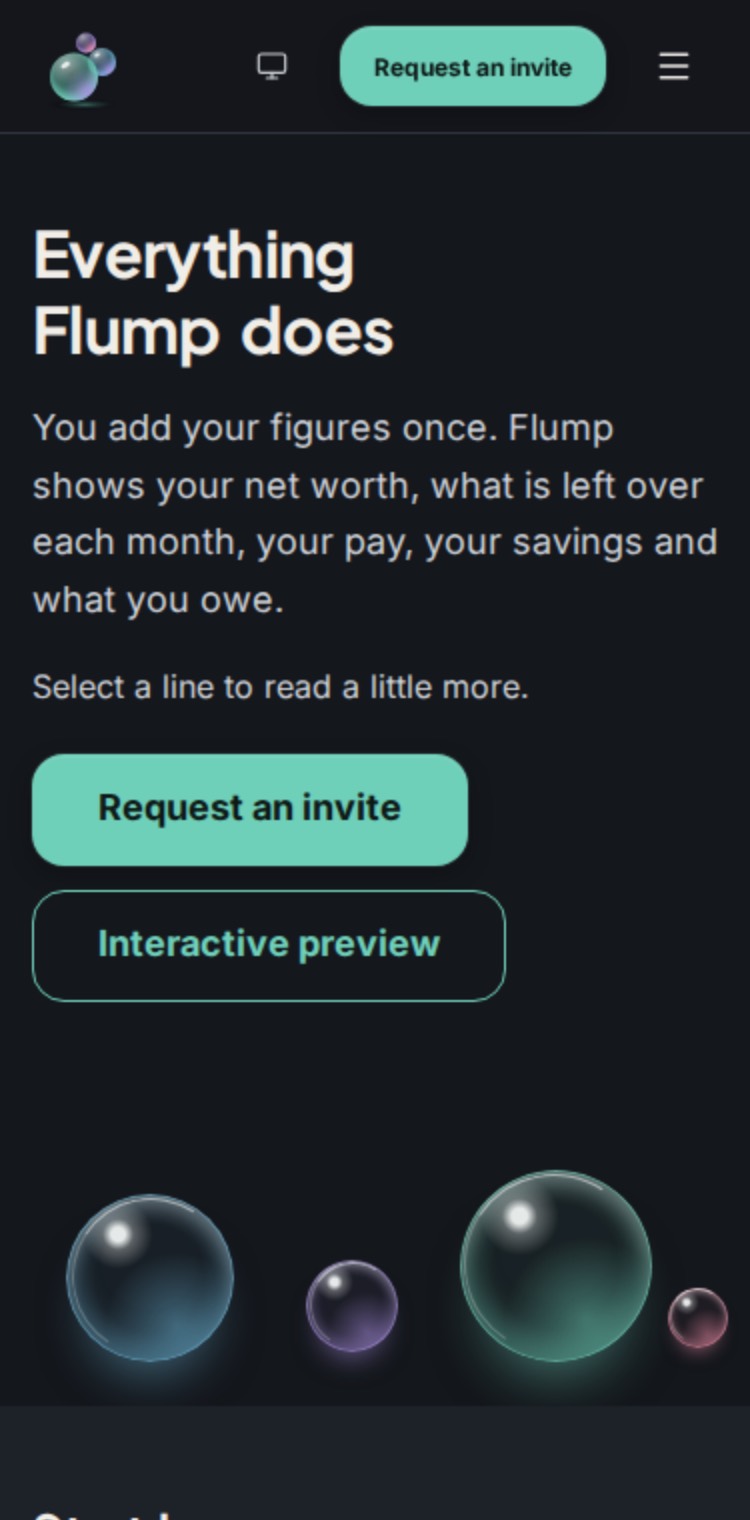 Request an invite
Everything
Flump does
You add your figures once. Flump
shows your net worth, what is left over
each month, your pay, your savings and
what you owe.
Select a line to read a little more.
Request an invite
Interactive preview